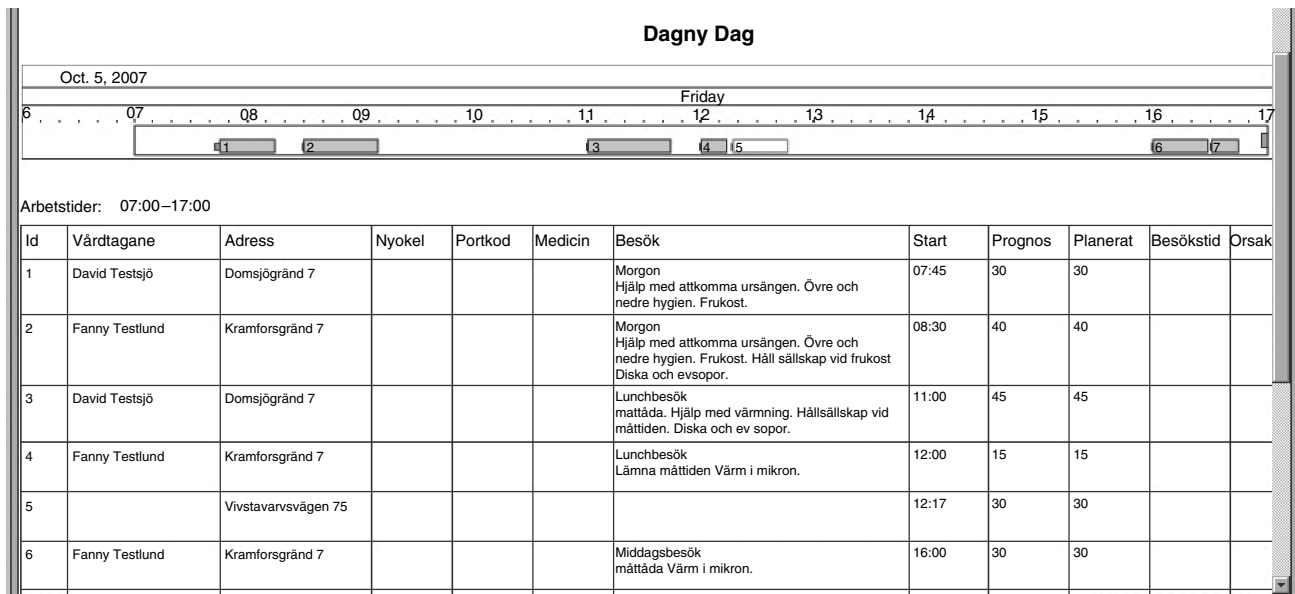 Dagny Dag
Oct. 5, 2007
Friday
6 07 08 09 10 11 12 13 14 15 16 17
1 2 3 4 5 6 7
Arbetstider: 07:00–17:00
Id Vårdtagane Adress Nyokel Portkod Medicin Besök Start Prognos Planerat Besökstid Orsak
1 David Testsjö Domsjögränd 7 Morgon 07:45 30 30
Hjälp med attkomma ursängen. Övre och
nedre hygien. Frukost.
2 Fanny Testlund Kramforsgränd 7 Morgon 08:30 40 40
Hjälp med attkomma ursängen. Övre och
nedre hygien. Frukost. Håll sällskap vid frukost
Diska och evsopor.
3 David Testsjö Domsjögränd 7 Lunchbesök 11:00 45 45
mattåda. Hjälp med värmning. Hållsällskap vid
måttiden. Diska och ev sopor.
4 Fanny Testlund Kramforsgränd 7 Lunchbesök 12:00 15 15
Lämna måttiden Värm i mikron.
5 Vivstavarvsvägen 75 12:17 30 30
6 Fanny Testlund Kramforsgränd 7 Middagsbesök 16:00 30 30
måttåda Värm i mikron.